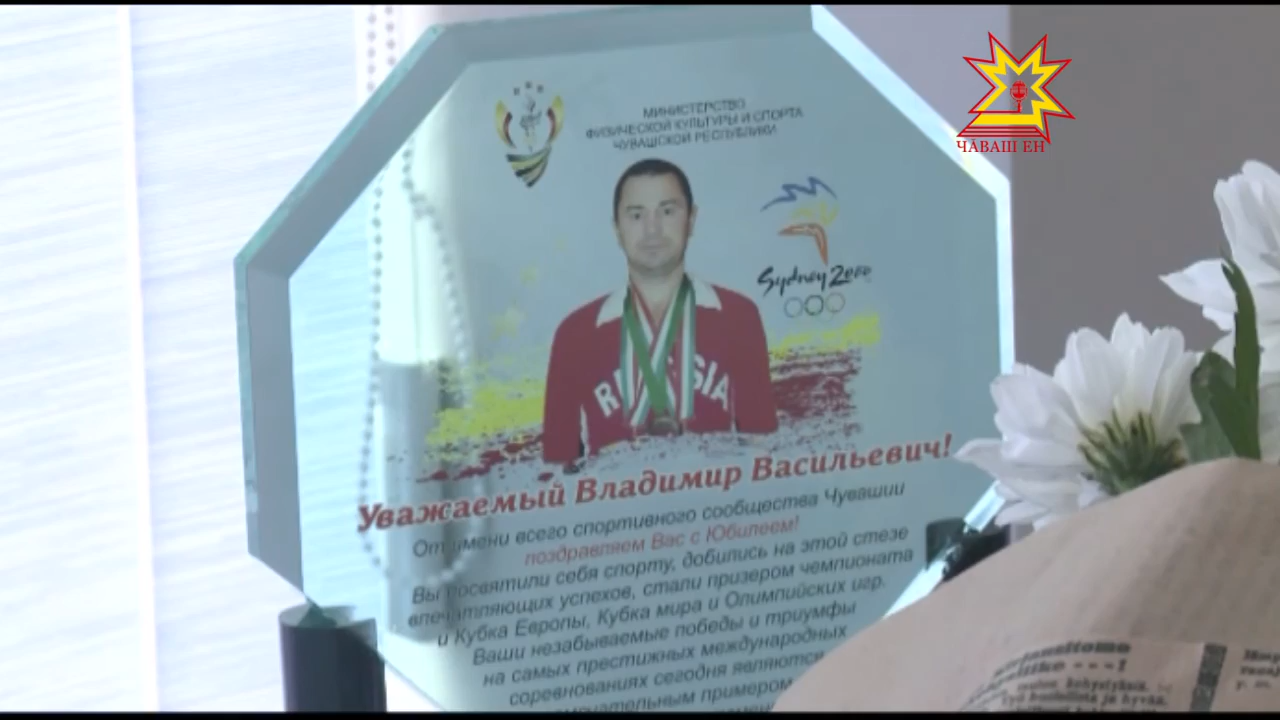 МИНИСТЕРСТВО
ФИЗИЧЕСКОЙ КУЛЬТУРЫ И СПОРТА
ЧУВАШСКОЙ РЕСПУБЛИКИ
ЧӐВАШ ЕН
Sydney 2000
RUSSIA
Уважаемый Владимир Васильевич!
От имени всего спортивного сообщества Чувашии
поздравляем Вас с Юбилеем!
Вы посвятили себя спорту, добились на этой стезе
впечатляющих успехов, стали призером чемпионата
и Кубка Европы, Кубка мира и Олимпийских игр.
Ваши незабываемые победы и триумфы
на самых престижных международных
соревнованиях сегодня являются
примером